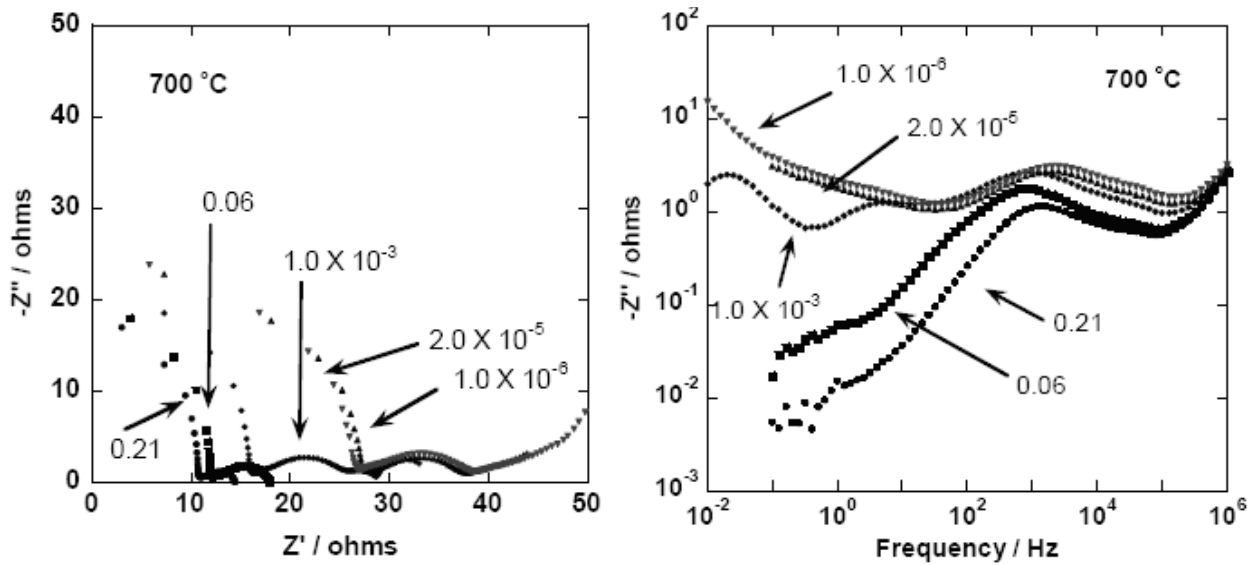 50
40
30
20
10
0
-Z'' / ohms
700 °C
0.06
1.0 X 10⁻³
2.0 X 10⁻⁵
1.0 X 10⁻⁶
0.21
0 10 20 30 40 50
Z' / ohms
10²
10¹
10⁰
10⁻¹
10⁻²
10⁻³
-Z'' / ohms
700 °C
1.0 X 10⁻⁶
2.0 X 10⁻⁵
1.0 X 10⁻³
0.21
0.06
10⁻² 10⁰ 10² 10⁴ 10⁶
Frequency / Hz